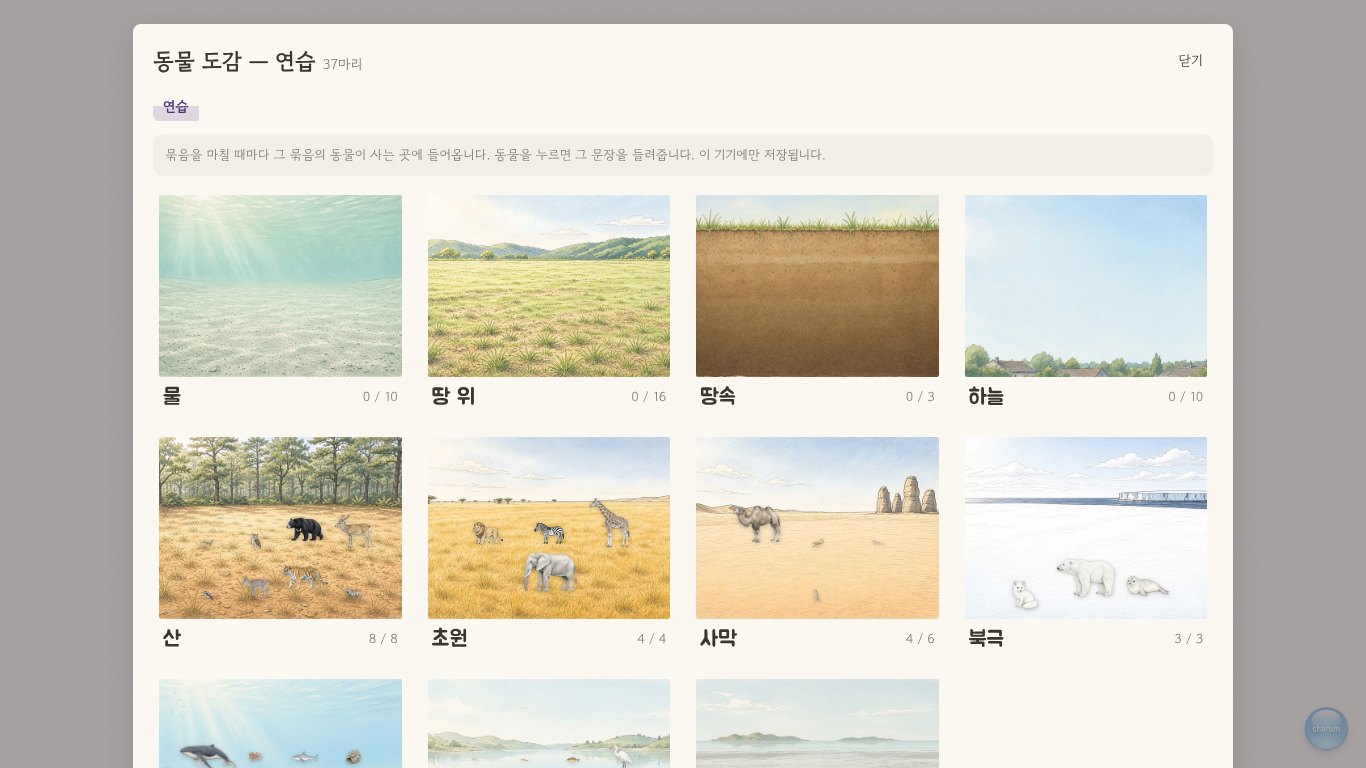 동물 도감 — 연습 37마리
닫기
연습
묶음을 마칠 때마다 그 묶음의 동물이 사는 곳에 들어옵니다. 동물을 누르면 그 문장을 들려줍니다. 이 기기에만 저장됩니다.
물 0 / 10
땅 위 0 / 16
땅속 0 / 3
하늘 0 / 10
산 8 / 8
초원 4 / 4
사막 4 / 6
북극 3 / 3
charum